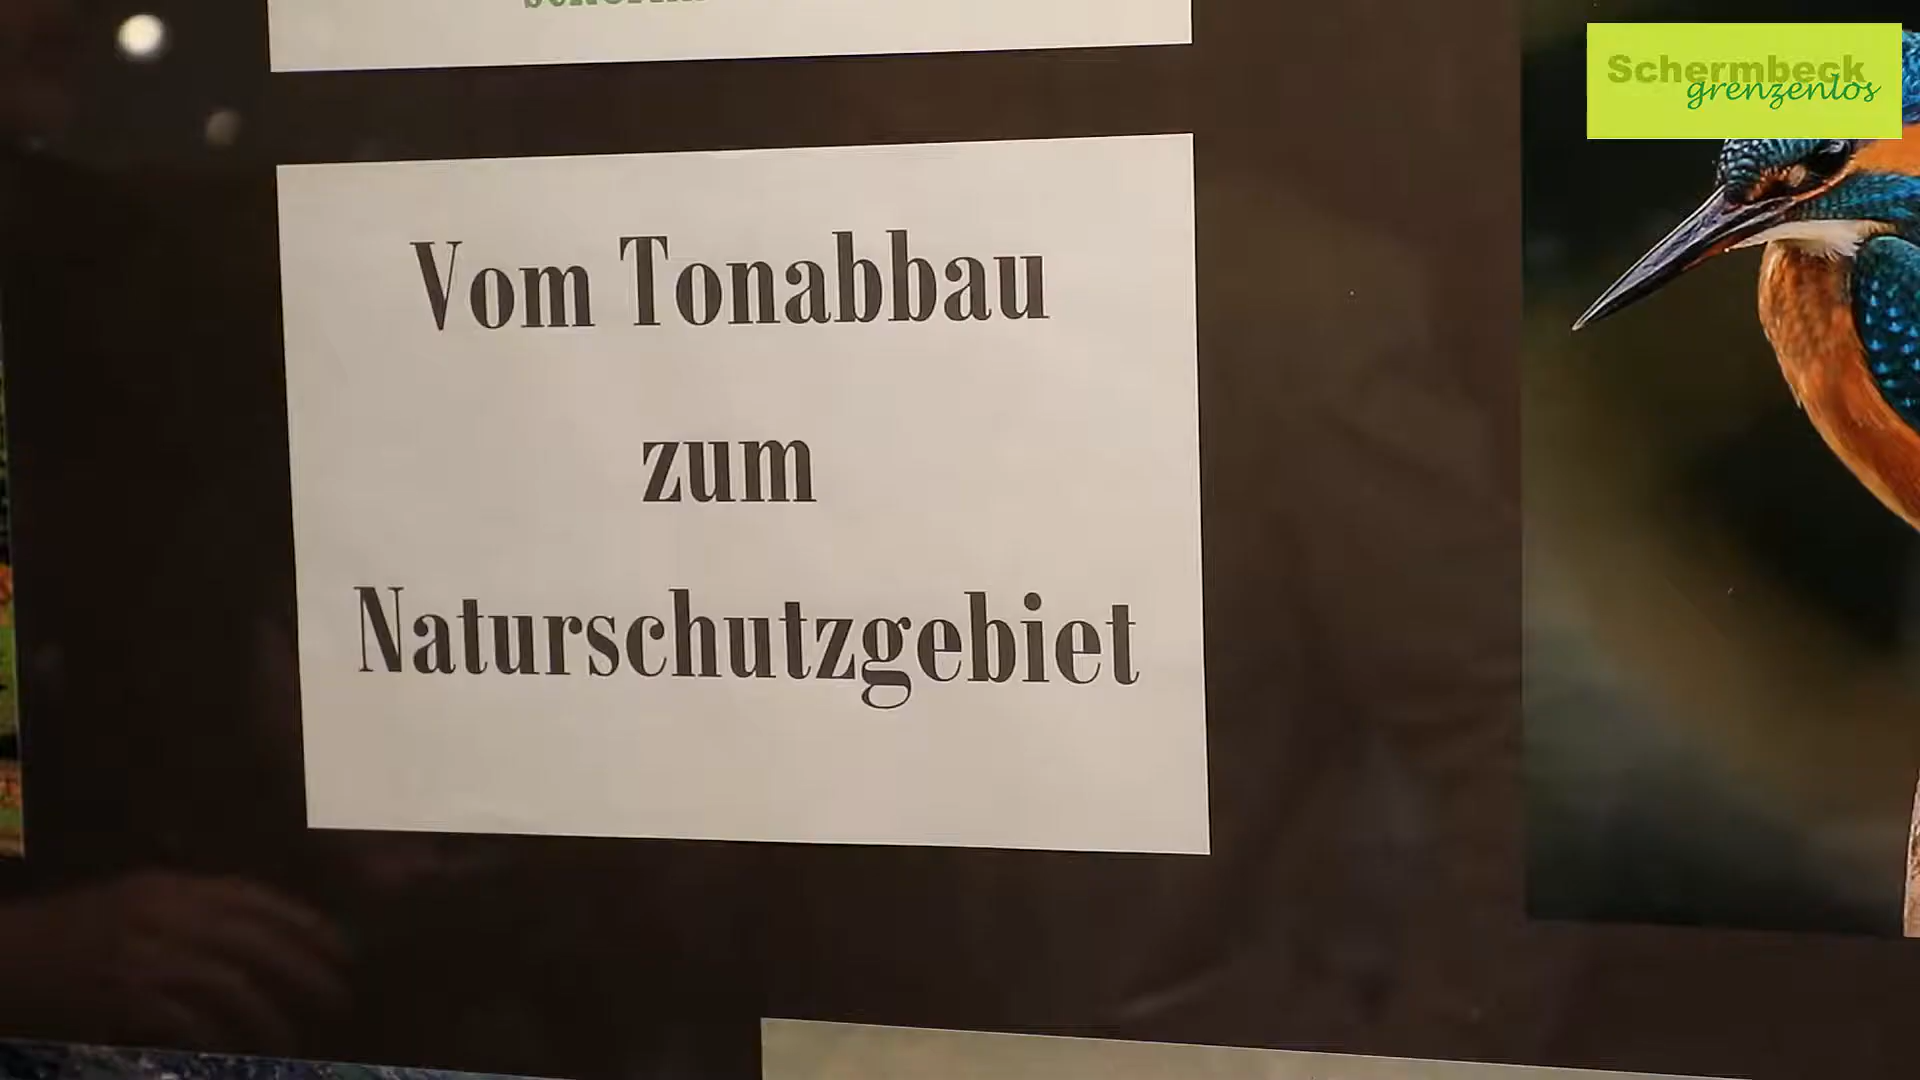 Schermbeck
grenzenlos
Vom Tonabbau
zum
Naturschutzgebiet